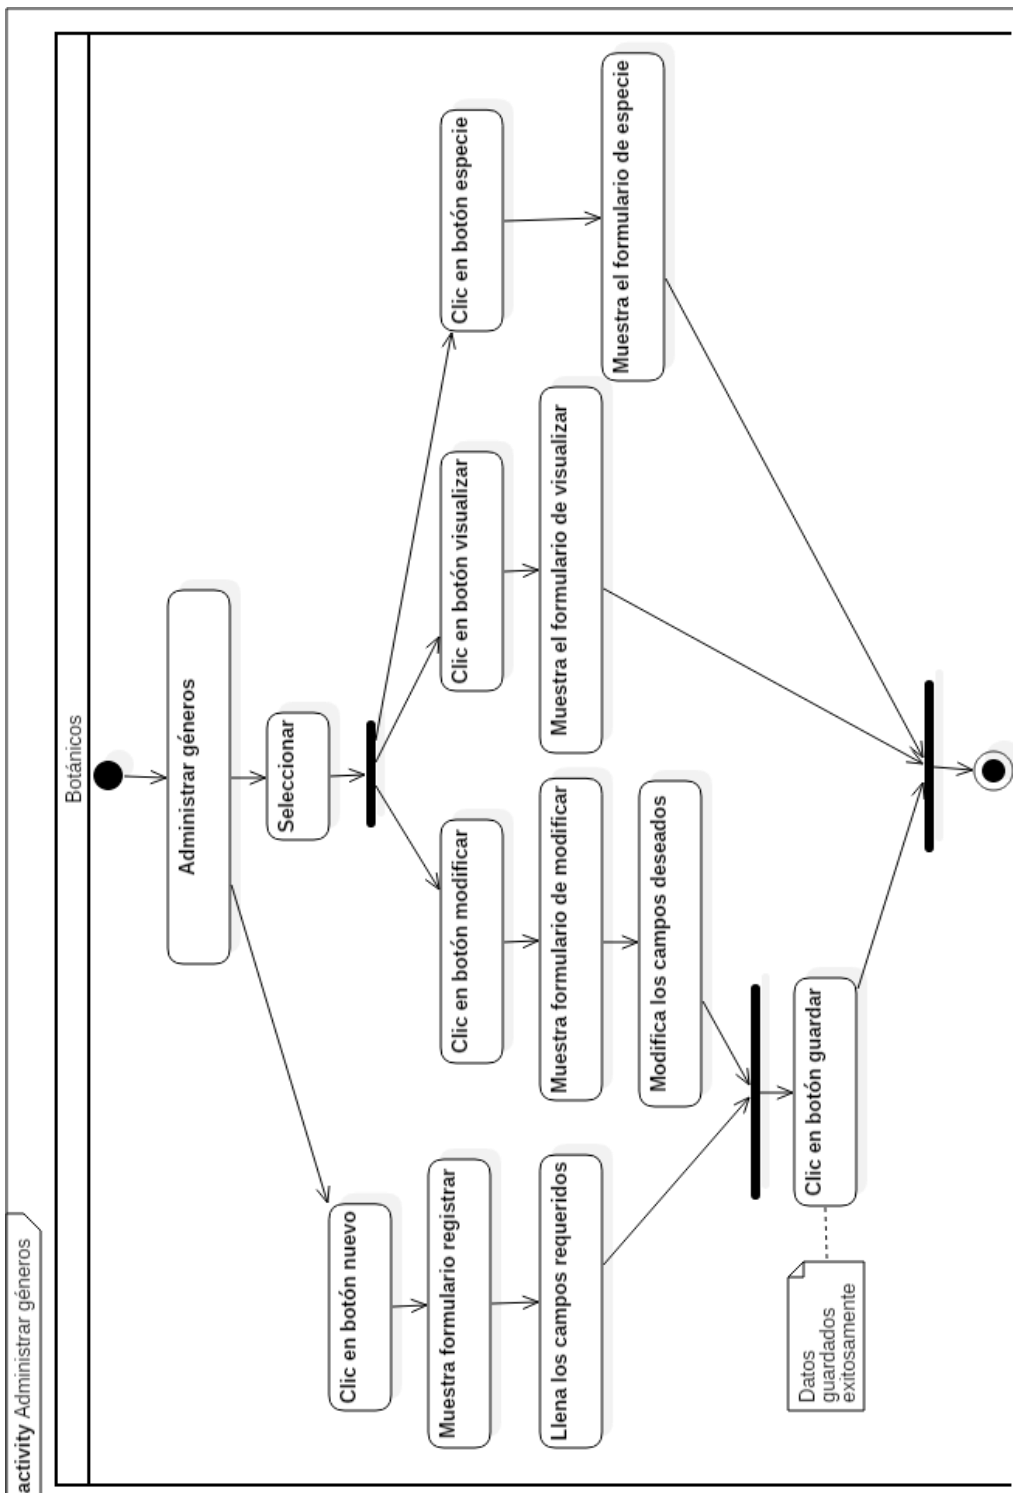 activity Administrar géneros
Botánicos
Administrar géneros
Seleccionar
Clic en botón nuevo
Clic en botón modificar
Clic en botón visualizar
Clic en botón especie
Muestra formulario registrar
Muestra formulario de modificar
Muestra el formulario de visualizar
Muestra el formulario de especie
Llena los campos requeridos
Modifica los campos deseados
Clic en botón guardar
Datos
guardados
exitosamente